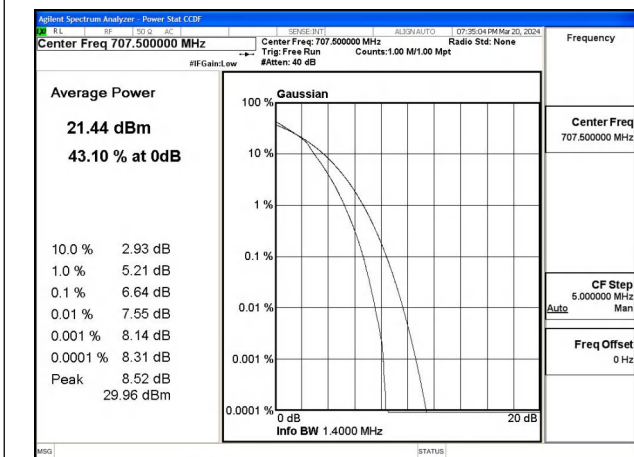 Agilent Spectrum Analyzer - Power Stat CCDF
RL RF 50 Ω AC SENSE:INT ALIGNAUTO 07:35:04 PM Mar 20, 2024
Center Freq 707.500000 MHz
Center Freq: 707.500000 MHz Radio Std: None
Trig: Free Run Counts:1.00 M/1.00 Mpt
#IFGain:Low #Atten: 40 dB
Frequency
Average Power
21.44 dBm
43.10 % at 0dB
10.0 % 2.93 dB
1.0 % 5.21 dB
0.1 % 6.64 dB
0.01 % 7.55 dB
0.001 % 8.14 dB
0.0001 % 8.31 dB
Peak 8.52 dB
29.96 dBm
Gaussian
100 %
10 %
1 %
0.1 %
0.01 %
0.001 %
0.0001 %
0 dB 20 dB
Info BW 1.4000 MHz
Center Freq
707.500000 MHz
CF Step
5.000000 MHz
Auto Man
Freq Offset
0 Hz
MSG STATUS